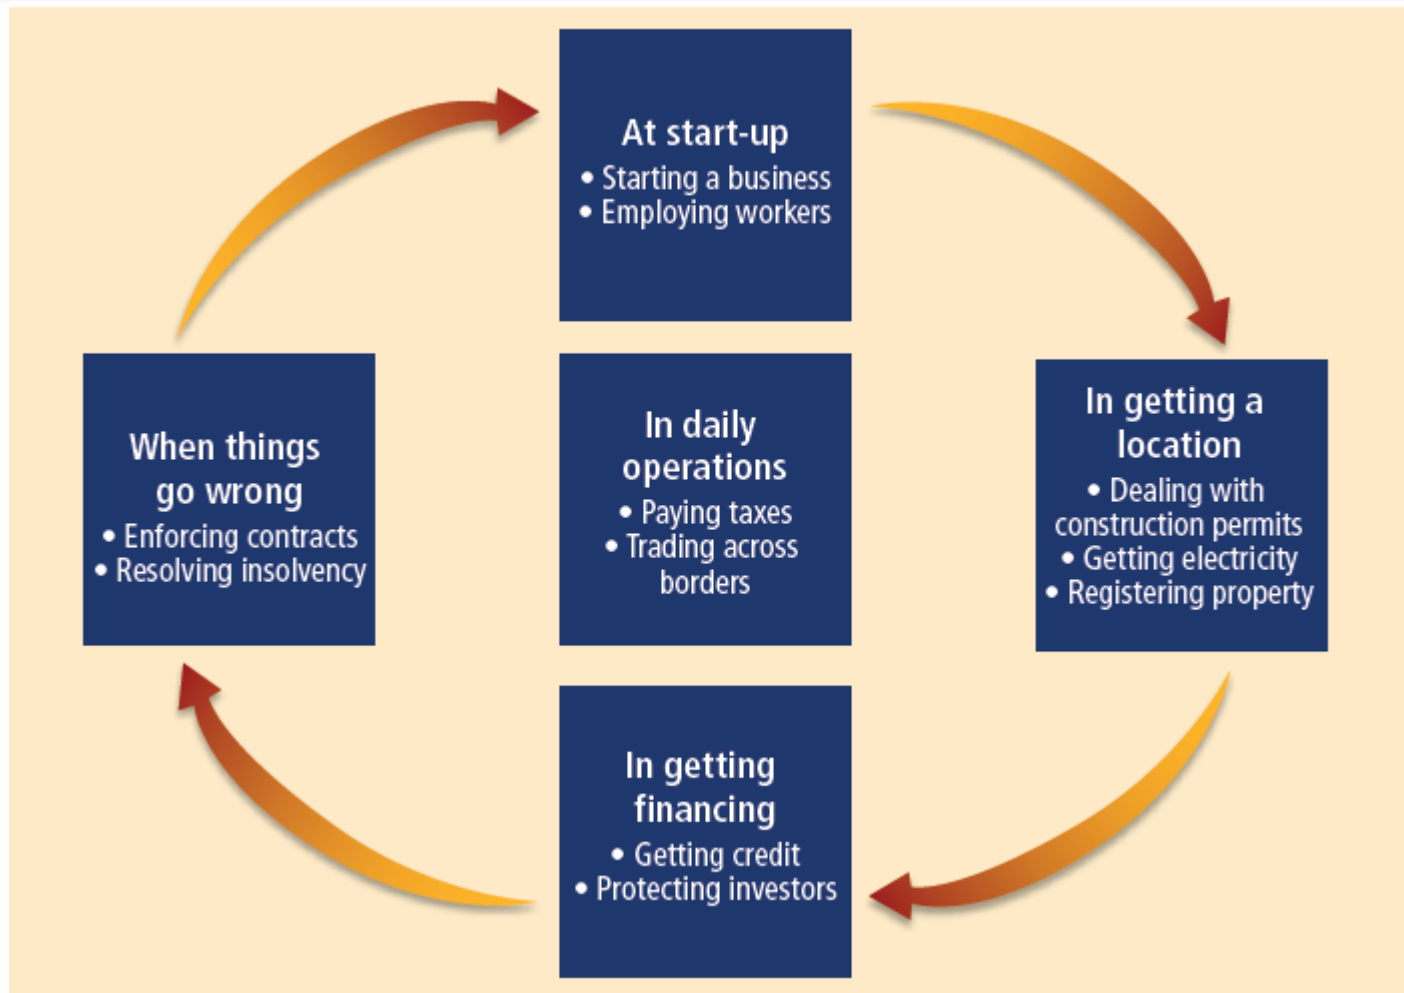 At start-up
• Starting a business
• Employing workers
When things
go wrong
• Enforcing contracts
• Resolving insolvency
In daily
operations
• Paying taxes
• Trading across
borders
In getting a
location
• Dealing with
construction permits
• Getting electricity
• Registering property
In getting
financing
• Getting credit
• Protecting investors